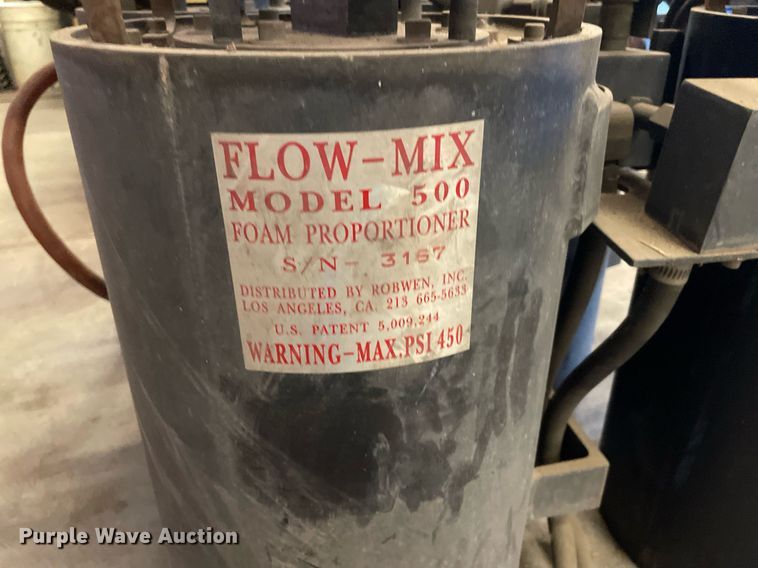 FLOW-MIX
MODEL 500
FOAM PROPORTIONER
S/N- 3167
DISTRIBUTED BY ROBWEN, INC.
LOS ANGELES, CA. 213 665-5633
U.S. PATENT 5,009,244
WARNING-MAX.PSI 450
Purple Wave Auction